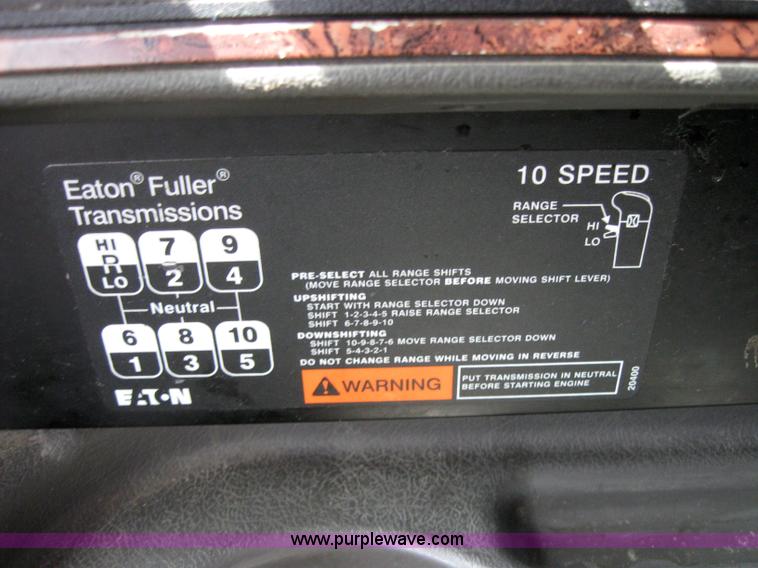 Eaton® Fuller®
Transmissions
10 SPEED
RANGE
SELECTOR
HI
LO
HI
R
LO
7
2
9
4
Neutral
6
1
8
3
10
5
EATON
PRE-SELECT ALL RANGE SHIFTS
(MOVE RANGE SELECTOR BEFORE MOVING SHIFT LEVER)
UPSHIFTING
START WITH RANGE SELECTOR DOWN
SHIFT 1-2-3-4-5 RAISE RANGE SELECTOR
SHIFT 6-7-8-9-10
DOWNSHIFTING
SHIFT 10-9-8-7-6 MOVE RANGE SELECTOR DOWN
SHIFT 5-4-3-2-1
DO NOT CHANGE RANGE WHILE MOVING IN REVERSE
WARNING
PUT TRANSMISSION IN NEUTRAL
BEFORE STARTING ENGINE
20400
www.purplewave.com